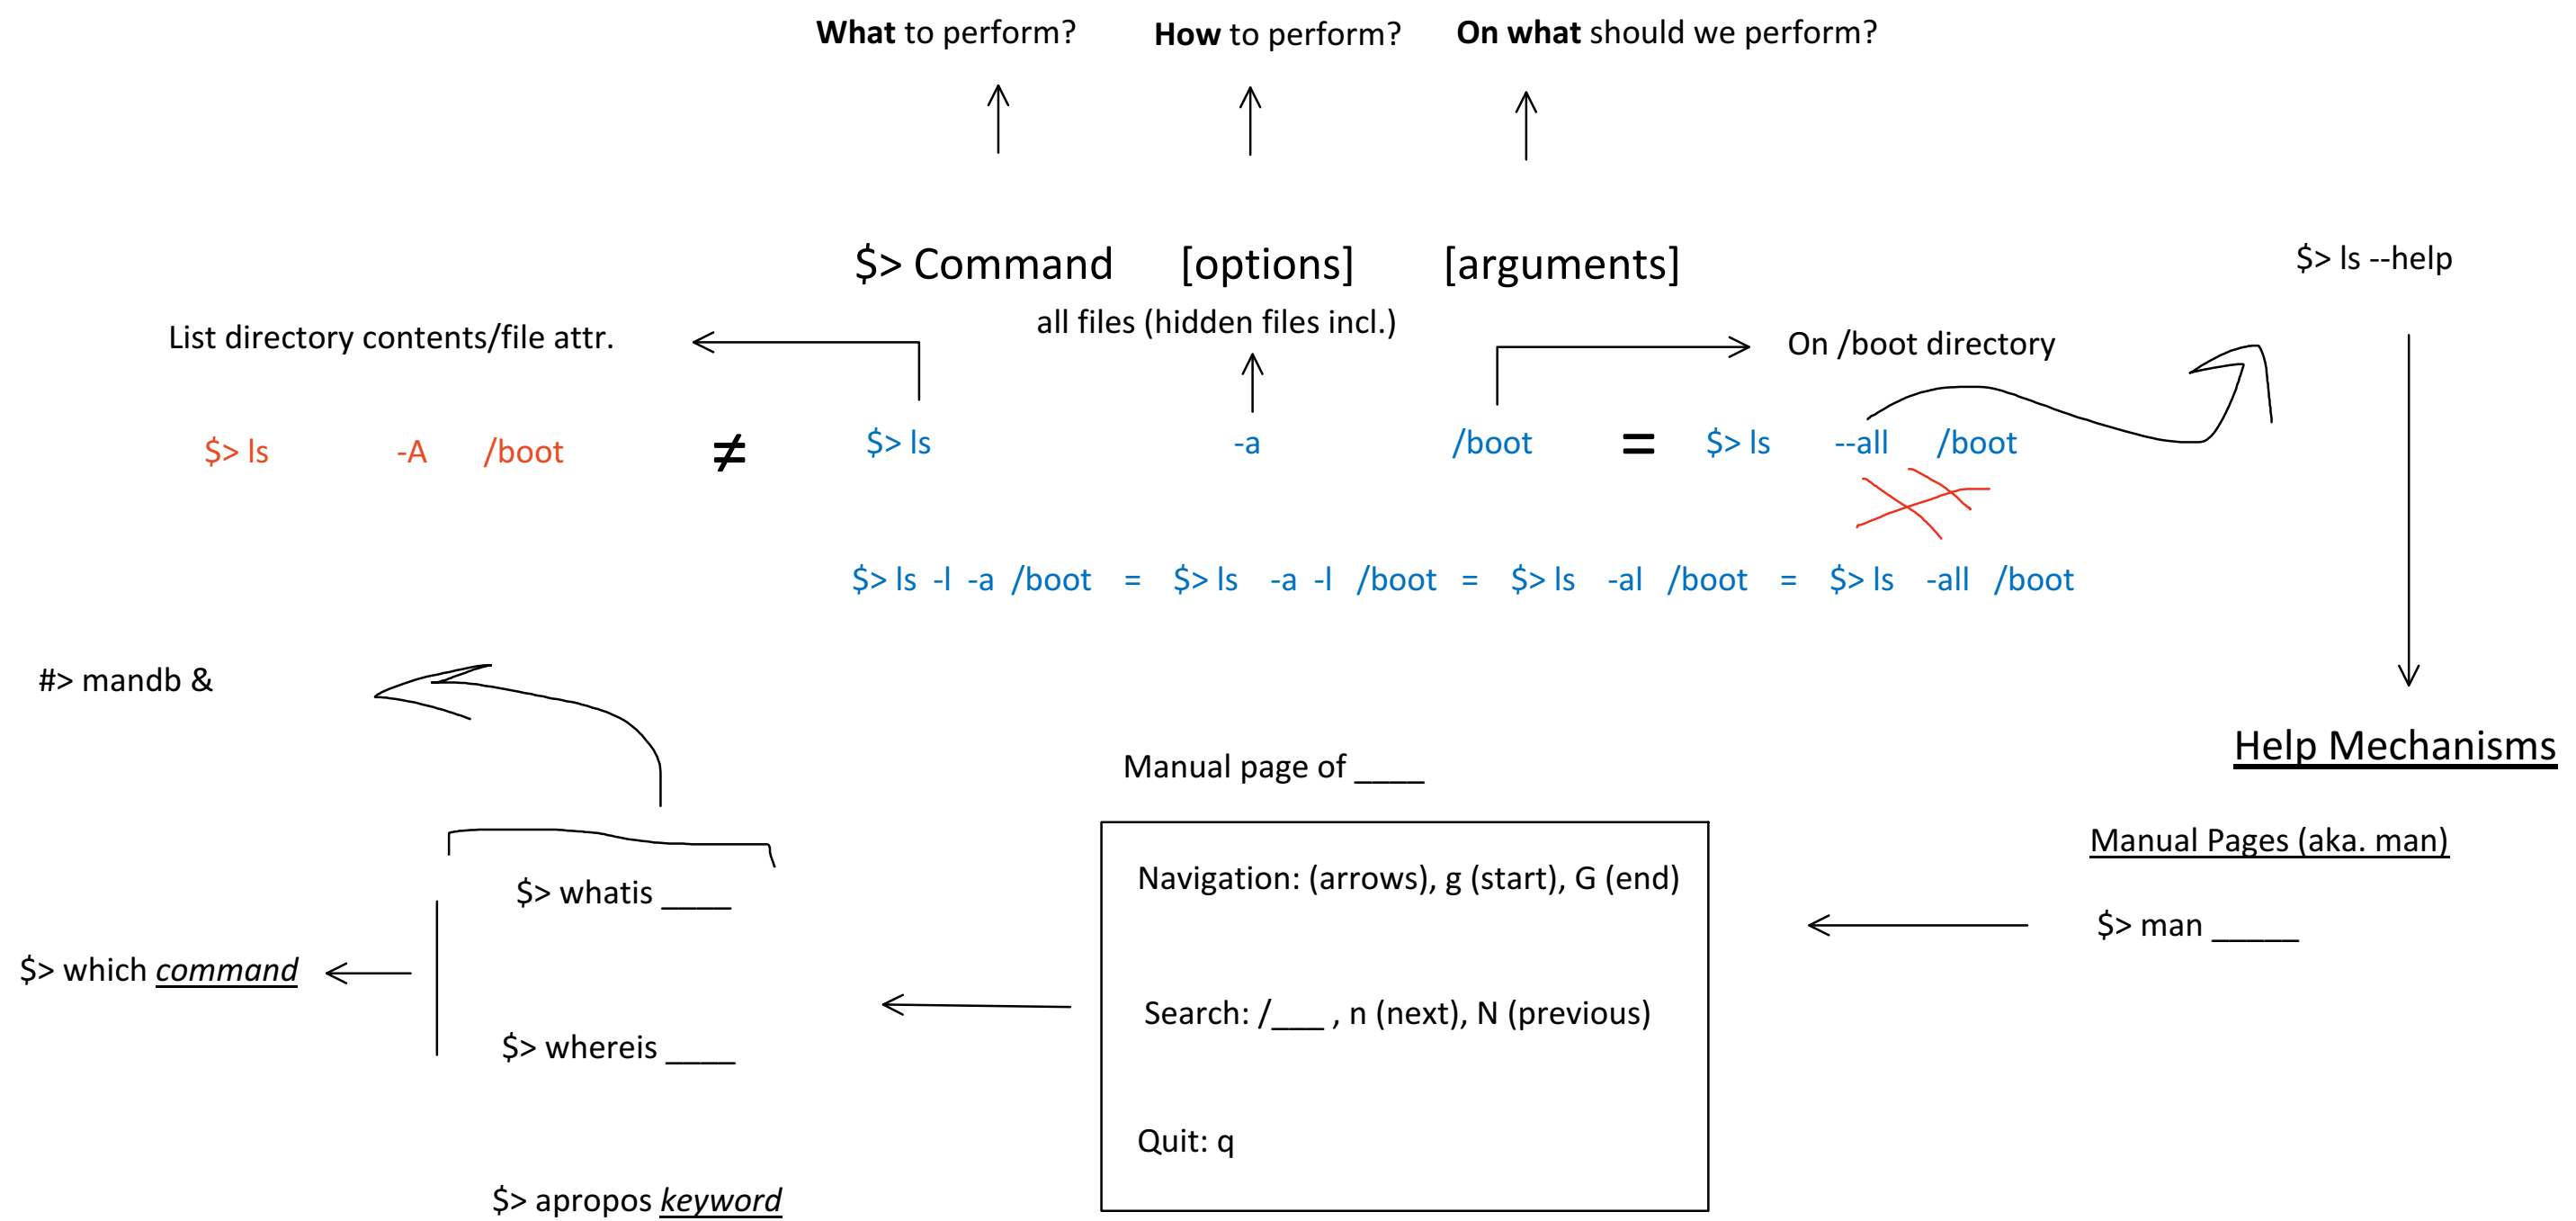 What to perform? How to perform? On what should we perform?
$> Command [options] [arguments]
$> ls --help
List directory contents/file attr.
all files (hidden files incl.)
On /boot directory
$> ls -A /boot ≠ $> ls -a /boot = $> ls --all /boot
$> ls -l -a /boot = $> ls -a -l /boot = $> ls -al /boot = $> ls -all /boot
#> mandb &
Help Mechanisms
Manual page of ____
Manual Pages (aka. man)
Navigation: (arrows), g (start), G (end)
$> whatis ____
$> man _____
$> which command
Search: /___ , n (next), N (previous)
$> whereis ____
Quit: q
$> apropos keyword